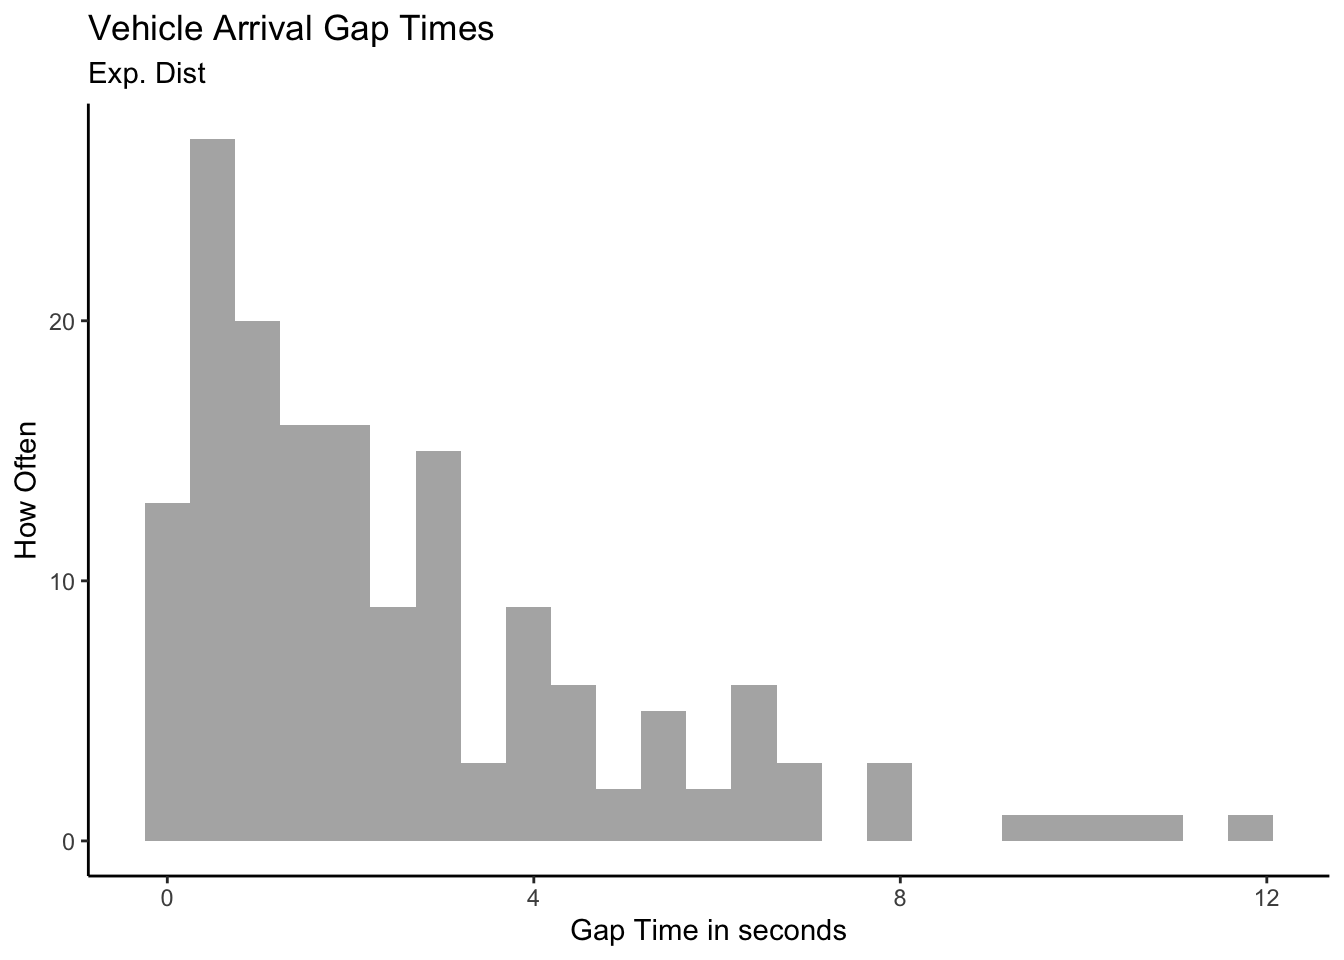 Vehicle Arrival Gap Times
Exp. Dist
How Often
20
10
0
0 4 8 12
Gap Time in seconds